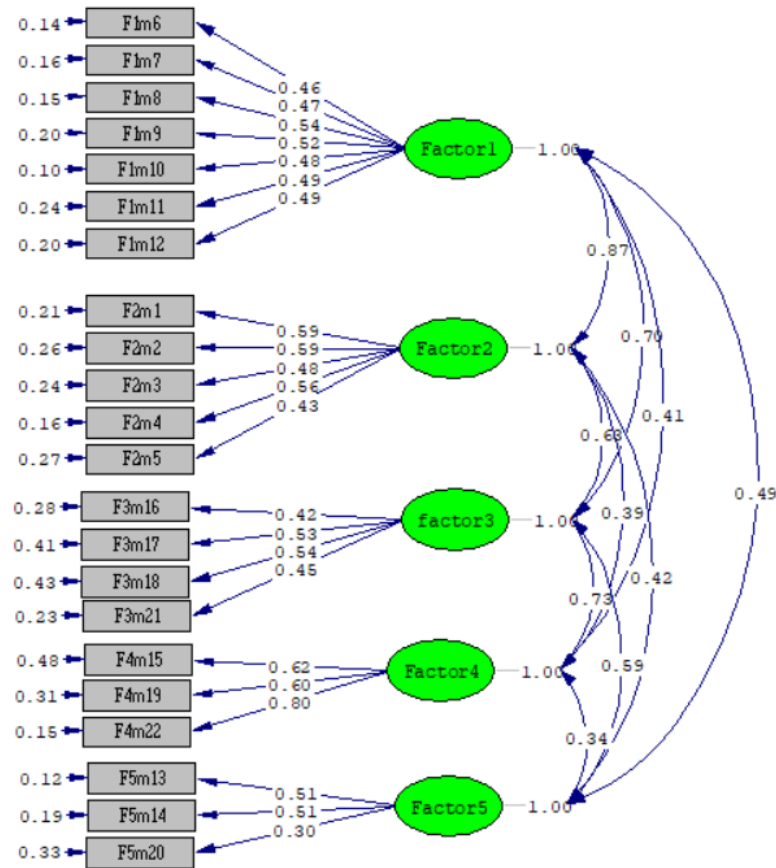 0.14 F1m6
0.16 F1m7
0.15 F1m8
0.20 F1m9
0.10 F1m10
0.24 F1m11
0.20 F1m12
0.46
0.47
0.54
0.52
0.48
0.49
0.49
Factor1 1.00
0.21 F2m1
0.26 F2m2
0.24 F2m3
0.16 F2m4
0.27 F2m5
0.59
0.59
0.48
0.56
0.43
Factor2 1.00
0.28 F3m16
0.41 F3m17
0.43 F3m18
0.23 F3m21
0.42
0.53
0.54
0.45
factor3 1.00
0.48 F4m15
0.31 F4m19
0.15 F4m22
0.62
0.60
0.80
Factor4 1.00
0.12 F5m13
0.19 F5m14
0.33 F5m20
0.51
0.51
0.30
Factor5 1.00
0.87
0.70
0.41
0.49
0.63
0.39
0.42
0.73
0.59
0.34